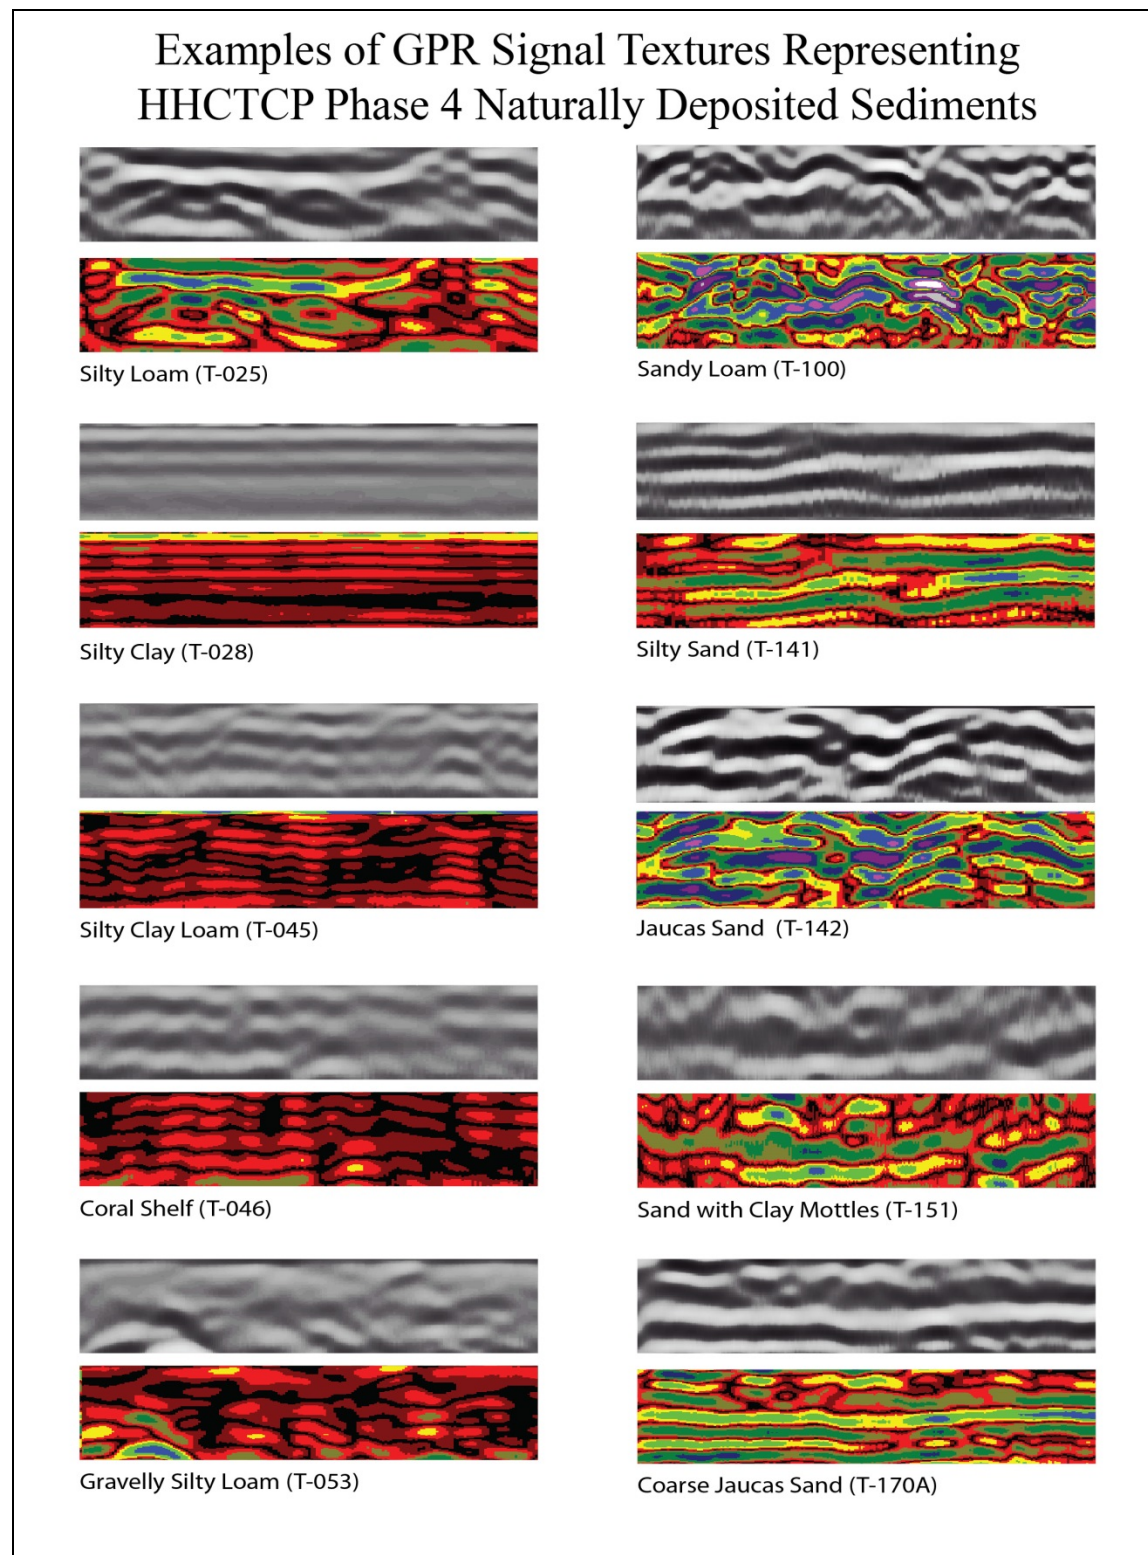 Examples of GPR Signal Textures Representing
HHCTCP Phase 4 Naturally Deposited Sediments
Silty Loam (T-025)
Sandy Loam (T-100)
Silty Clay (T-028)
Silty Sand (T-141)
Silty Clay Loam (T-045)
Jaucas Sand  (T-142)
Coral Shelf (T-046)
Sand with Clay Mottles (T-151)
Gravelly Silty Loam (T-053)
Coarse Jaucas Sand (T-170A)